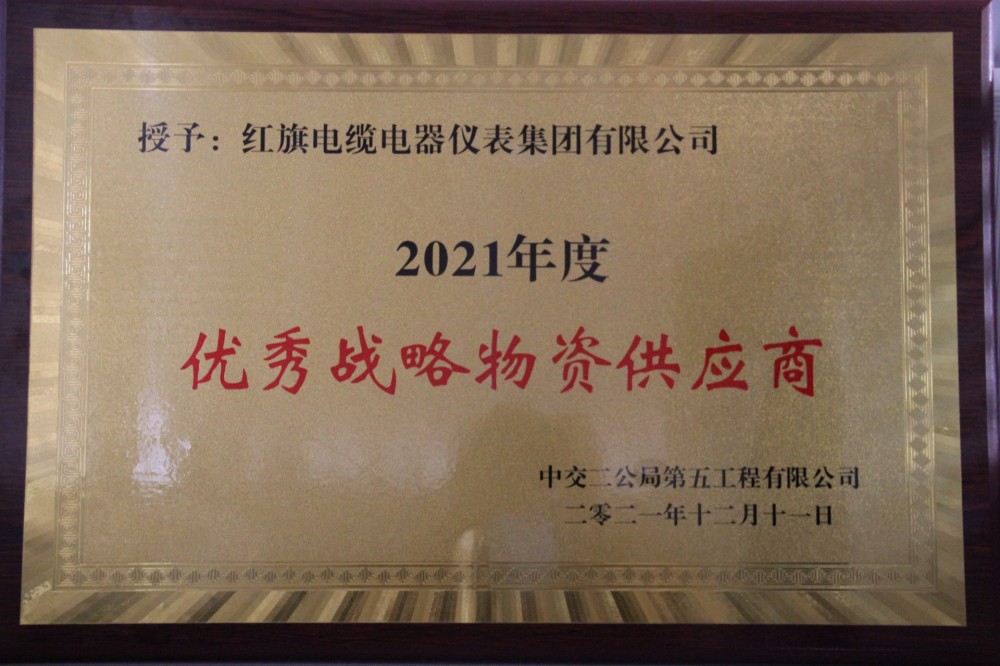 授予：红旗电缆电器仪表集团有限公司
2021年度
优秀战略物资供应商
中交二公局第五工程有限公司
二零二一年十二月十一日